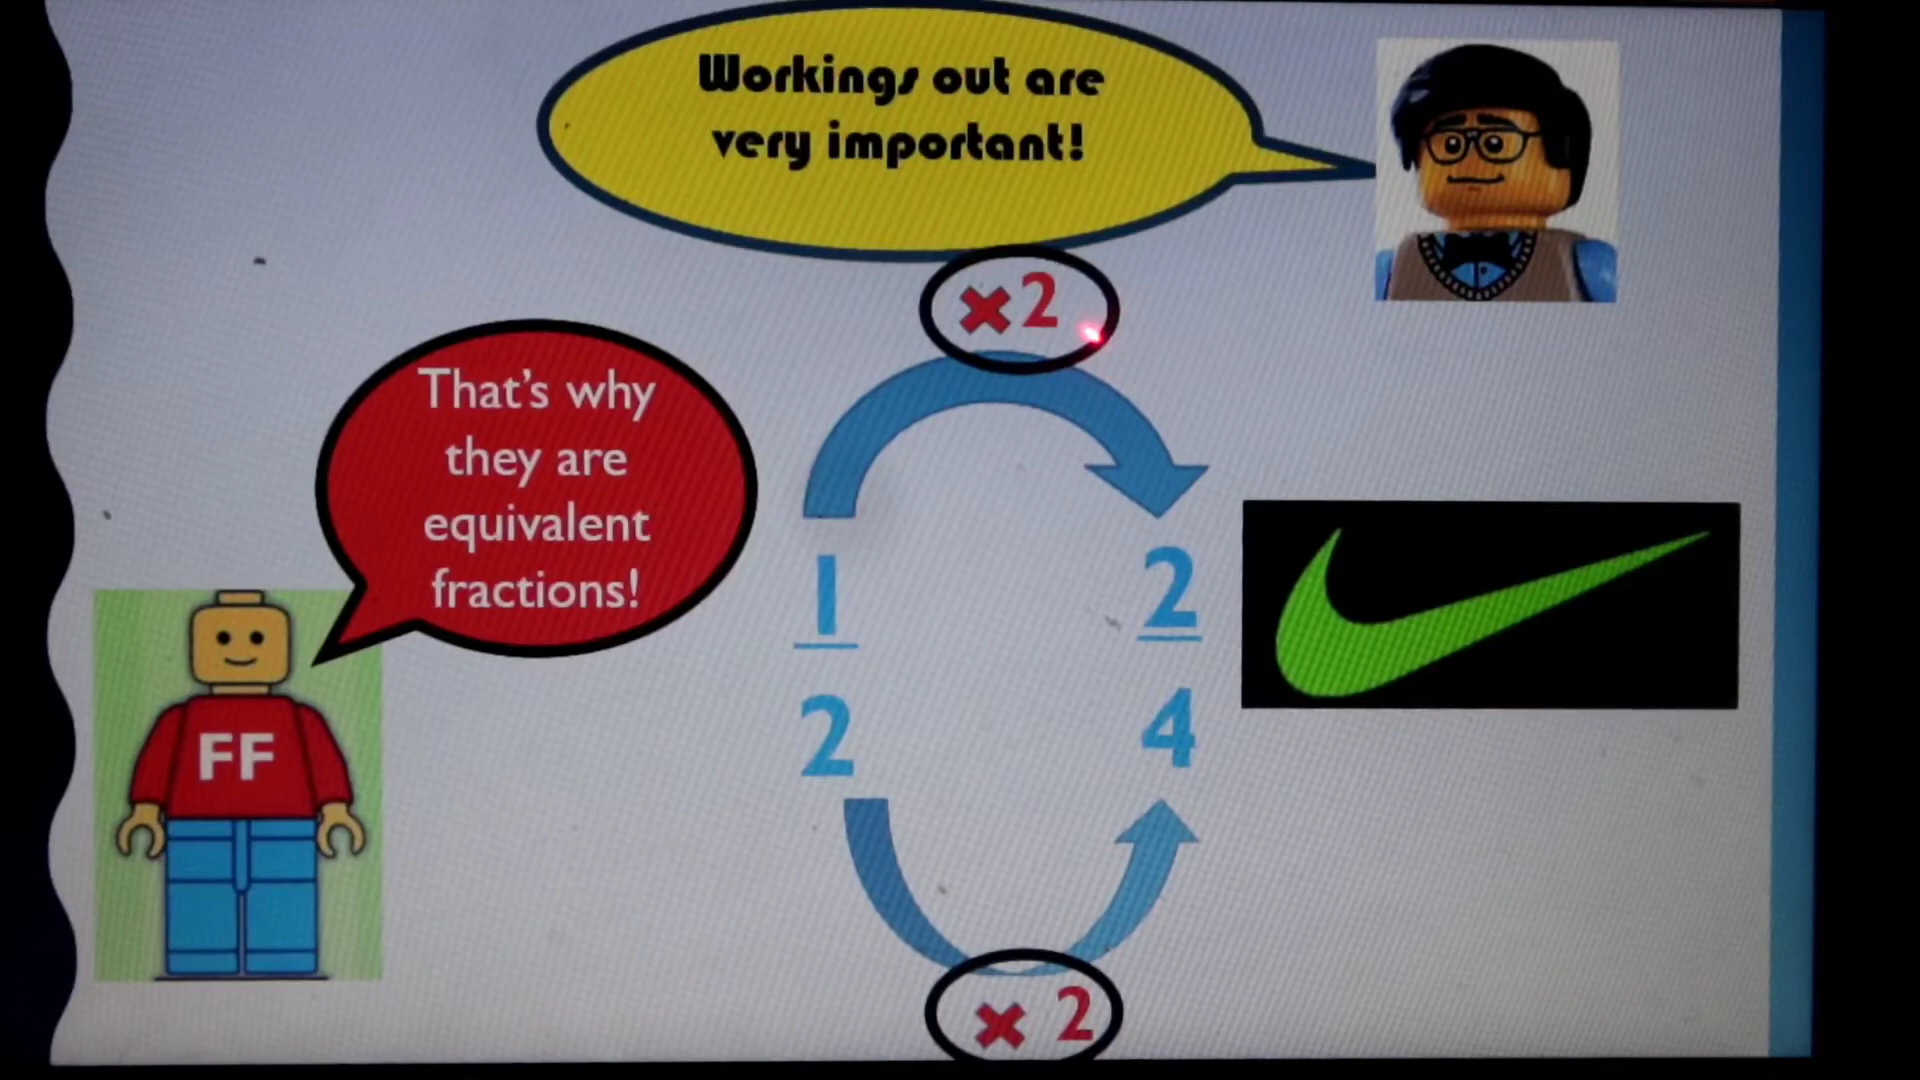 Workings out are
very important!
×2
That's why
they are
equivalent
fractions!
1
2
2
4
FF
× 2